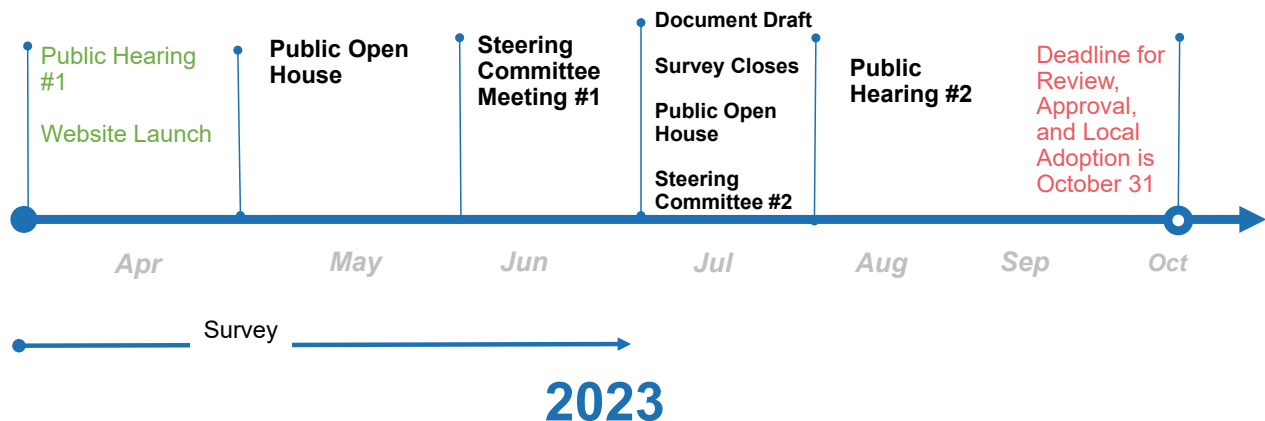 Public Hearing
#1
Website Launch
Public Open
House
Steering
Committee
Meeting #1
Document Draft
Survey Closes
Public Open
House
Steering
Committee #2
Public
Hearing #2
Deadline for
Review,
Approval,
and Local
Adoption is
October 31
Apr
May
Jun
Jul
Aug
Sep
Oct
Survey
2023